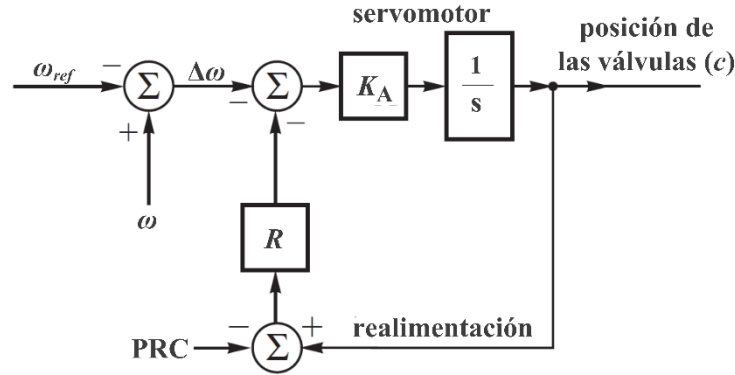 servomotor
posición de
las válvulas (c)
ω_ref
−
Σ
Δω
−
Σ
K_A
1
s
+
−
ω
R
PRC
−
Σ
+
realimentación